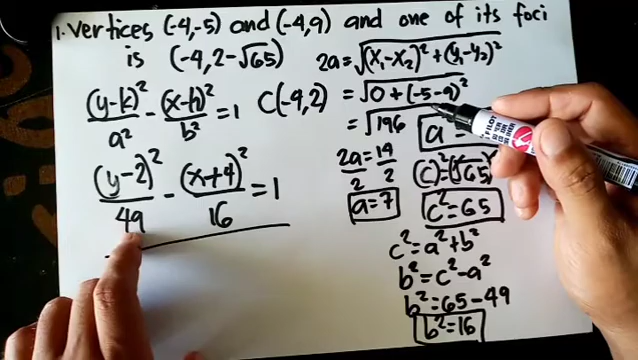 1. Vertices (-4,-5) and (-4,9) and one of its foci
is (-4,2-√65)
(y-k)²/a² - (x-h)²/b² = 1
C(-4,2)
(y-2)²/49 - (x+4)²/16 = 1
2a = √(x₁-x₂)² + (y₁-y₂)²
= √0 + (-5-9)²
= √196
2a/2 = 14/2
a=7
a =
(c)² = (√65
c²=65
c² = a² + b²
b² = c² - a²
b² = 65 - 49
b² = 16
PILOT